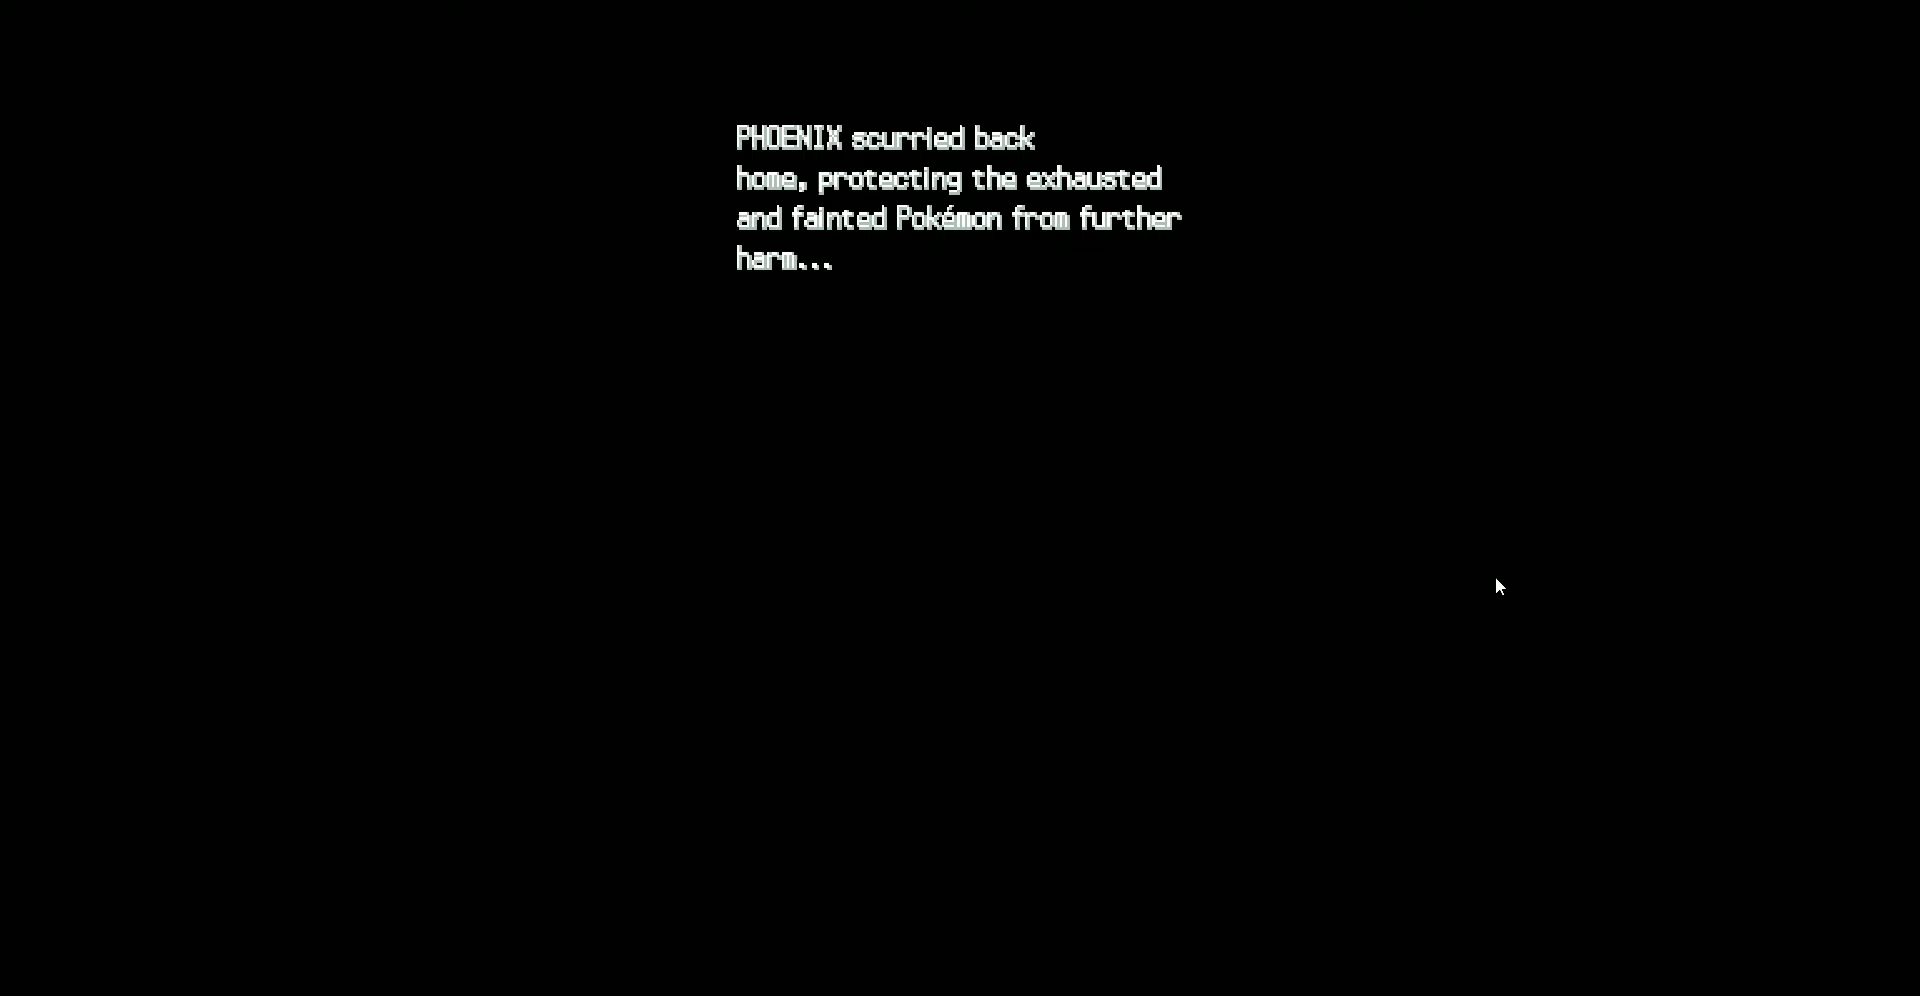 PHOENIX scurried back
home, protecting the exhausted
and fainted Pokémon from further
harm...